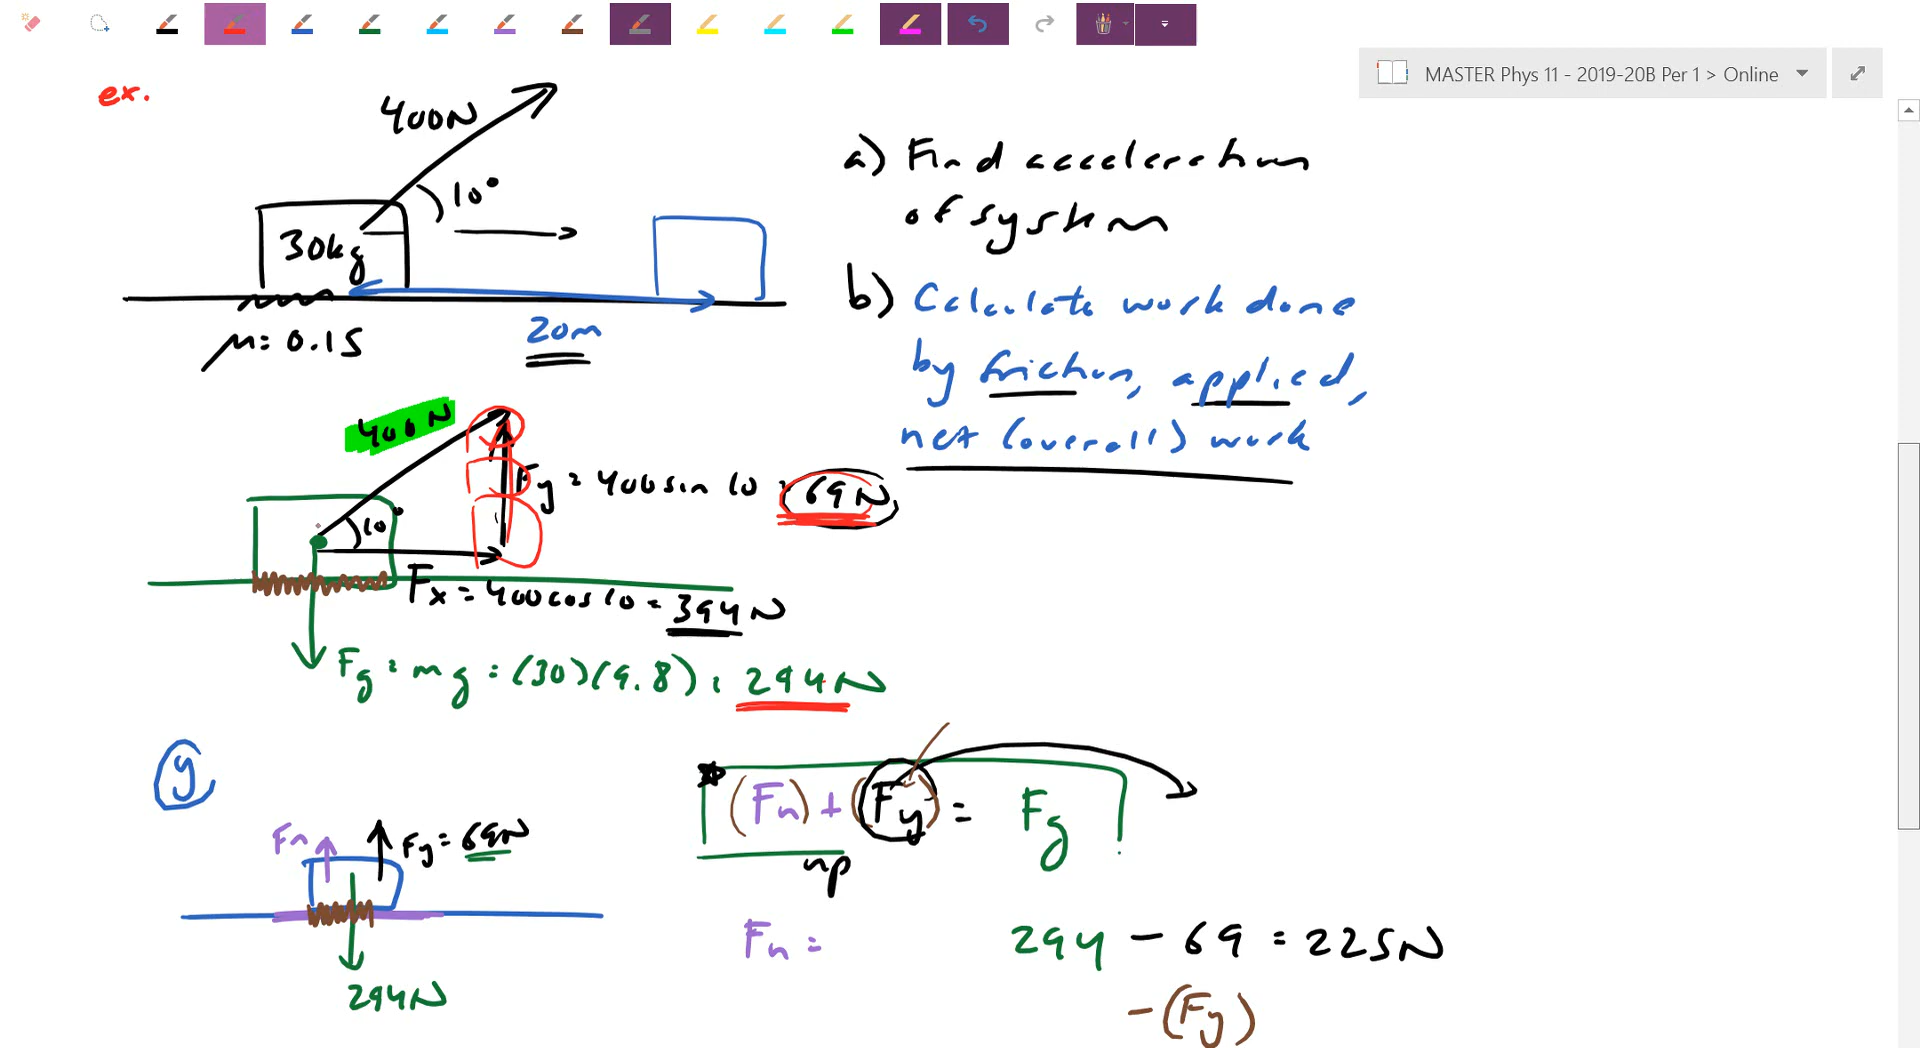 MASTER Phys 11 - 2019-20B Per 1 > Online
ex.
400N
10°
30kg
μ= 0.15
20m
a) Find acceleration
of system
b) Calculate work done
by friction, applied,
net (overall) work
400N
10°
Fy = 400 sin 10 = 69N
Fx = 400 cos 10 = 394N
Fg = mg = (30)(9.8) = 294N
y
Fn
Fy = 69N
294N
* (Fn) + (Fy) = Fg
up
Fn = 294 - 69 = 225N
- (Fy)